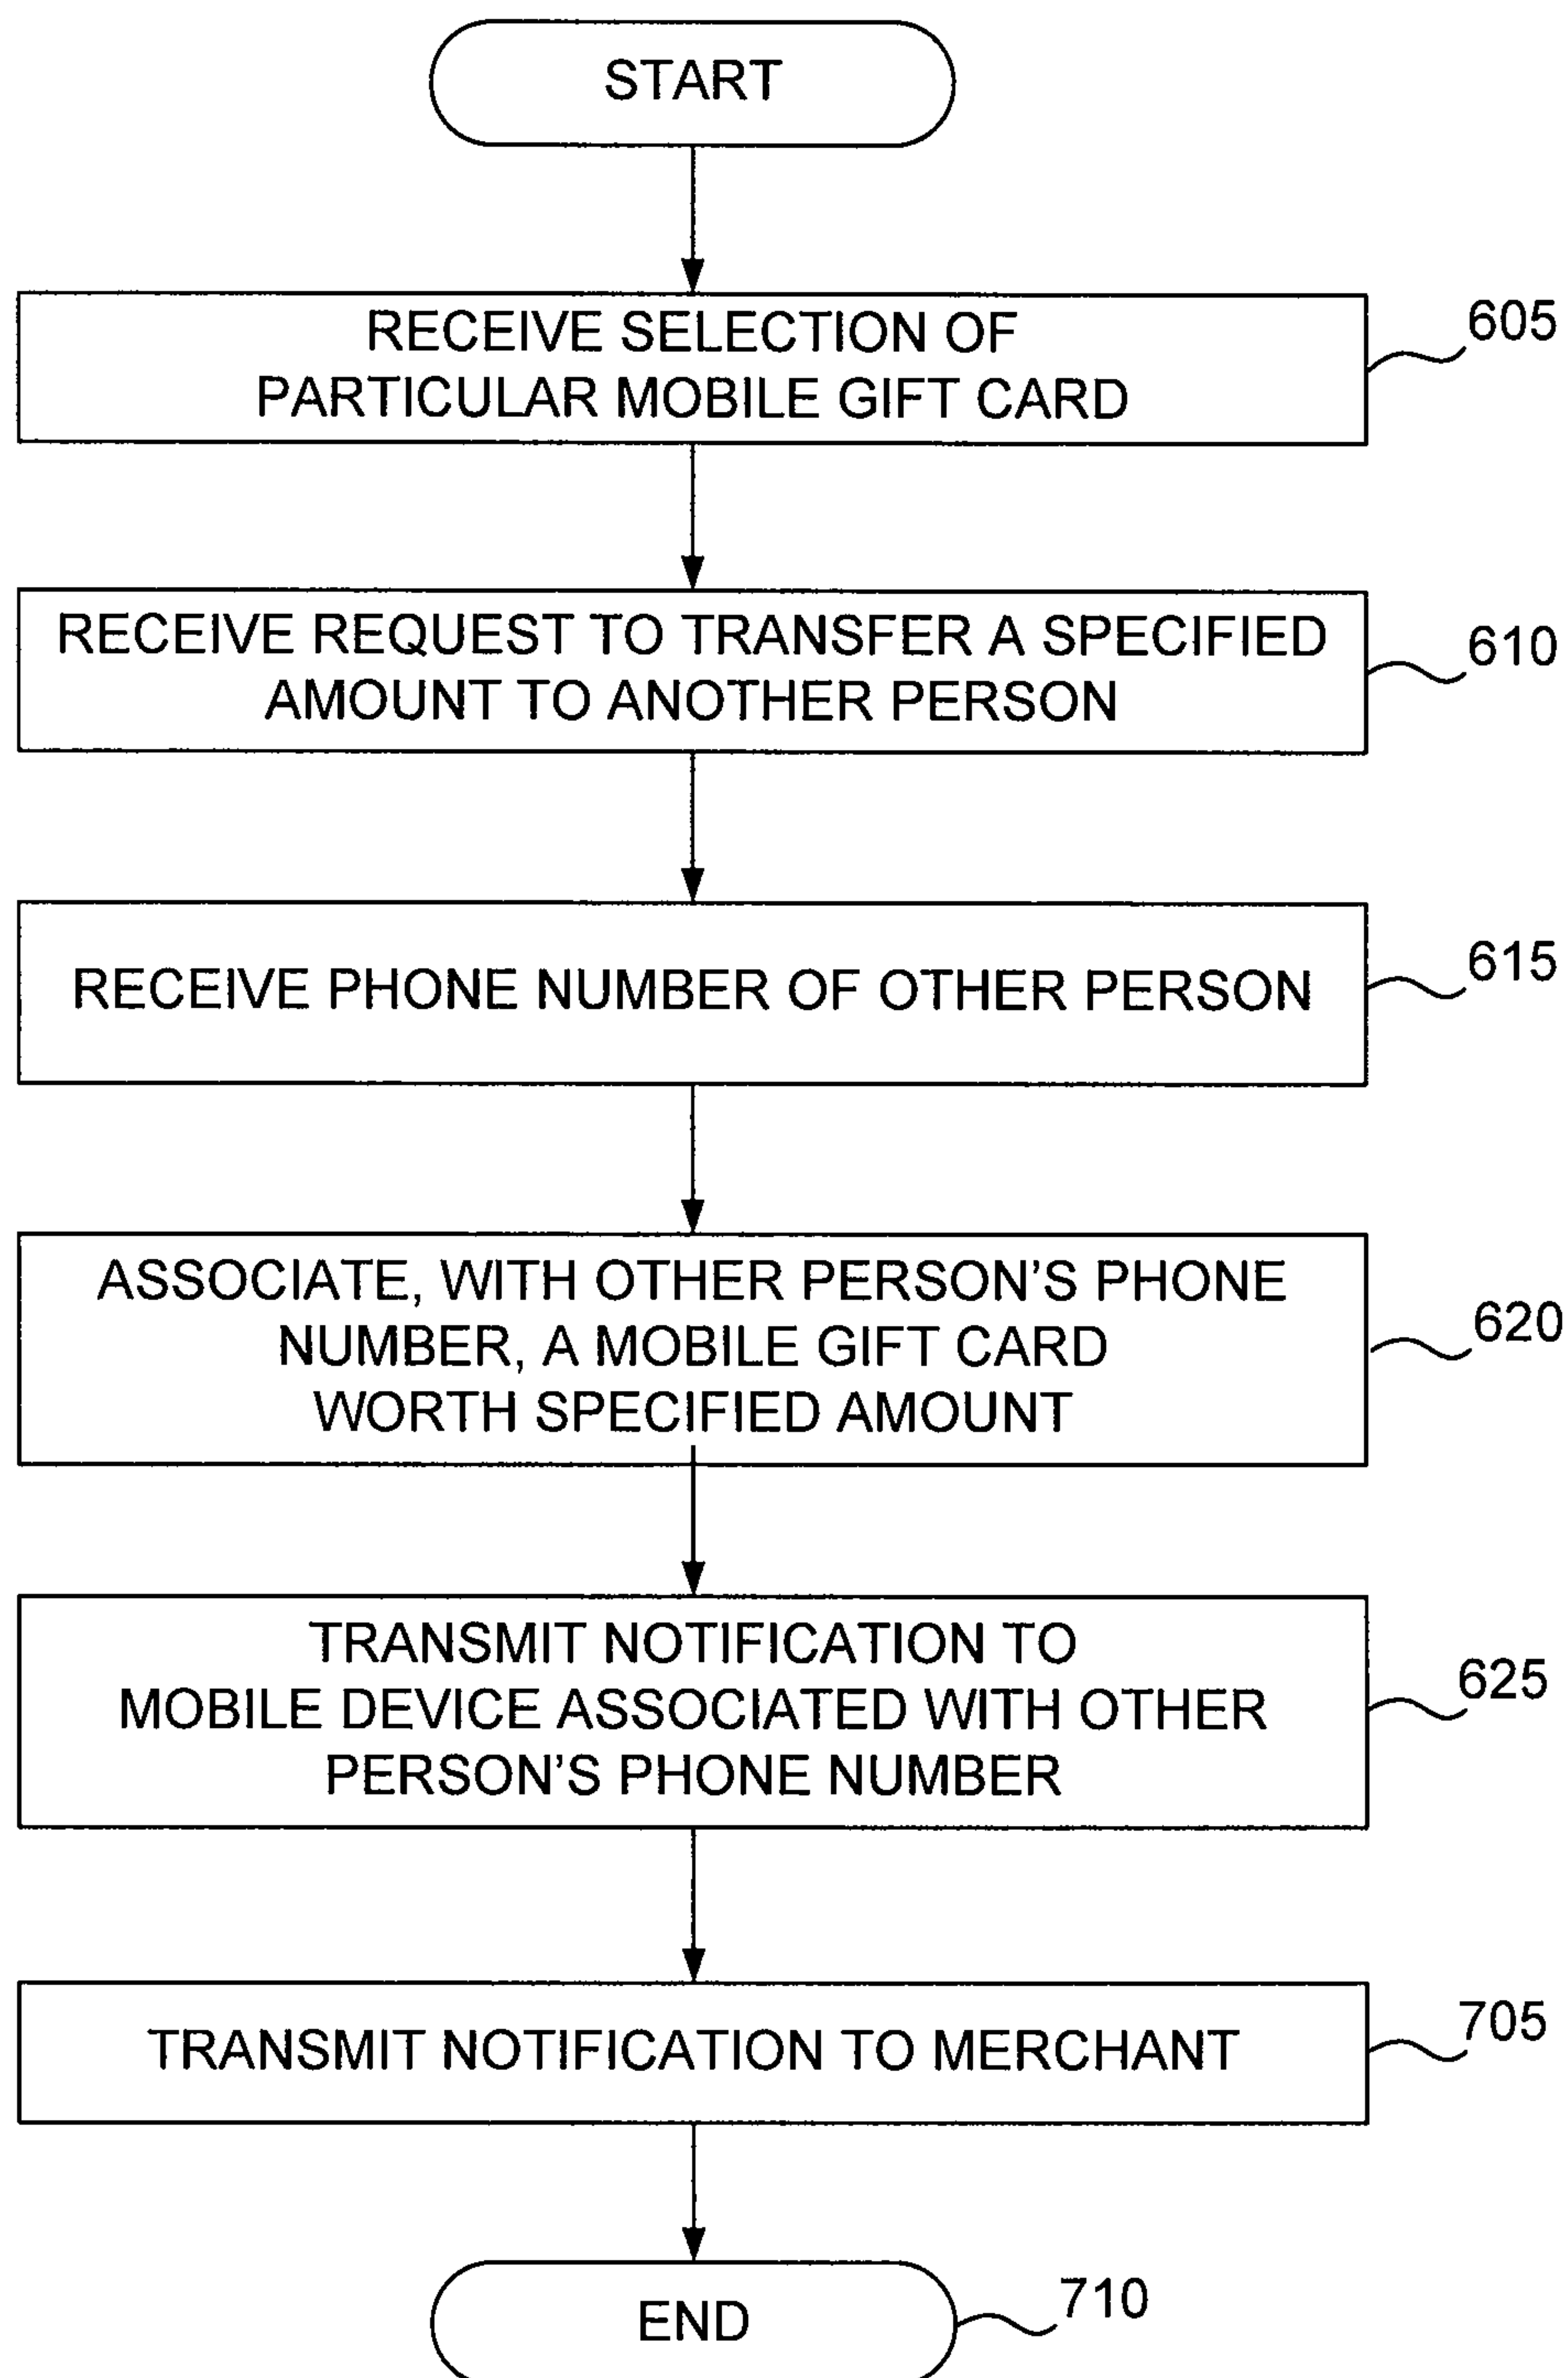 START
RECEIVE SELECTION OF
PARTICULAR MOBILE GIFT CARD
605
RECEIVE REQUEST TO TRANSFER A SPECIFIED
AMOUNT TO ANOTHER PERSON
610
RECEIVE PHONE NUMBER OF OTHER PERSON
615
ASSOCIATE, WITH OTHER PERSON'S PHONE
NUMBER, A MOBILE GIFT CARD
WORTH SPECIFIED AMOUNT
620
TRANSMIT NOTIFICATION TO
MOBILE DEVICE ASSOCIATED WITH OTHER
PERSON'S PHONE NUMBER
625
TRANSMIT NOTIFICATION TO MERCHANT
705
END
710